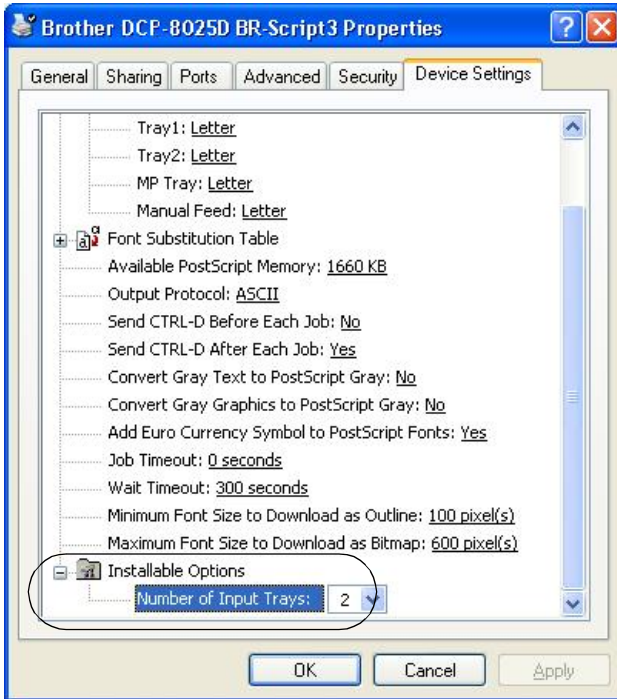 Brother DCP-8025D BR-Script3 Properties
General Sharing Ports Advanced Security Device Settings
Tray1: Letter
Tray2: Letter
MP Tray: Letter
Manual Feed: Letter
Font Substitution Table
Available PostScript Memory: 1660 KB
Output Protocol: ASCII
Send CTRL-D Before Each Job: No
Send CTRL-D After Each Job: Yes
Convert Gray Text to PostScript Gray: No
Convert Gray Graphics to PostScript Gray: No
Add Euro Currency Symbol to PostScript Fonts: Yes
Job Timeout: 0 seconds
Wait Timeout: 300 seconds
Minimum Font Size to Download as Outline: 100 pixel(s)
Maximum Font Size to Download as Bitmap: 600 pixel(s)
Installable Options
Number of Input Trays: 2
OK Cancel Apply